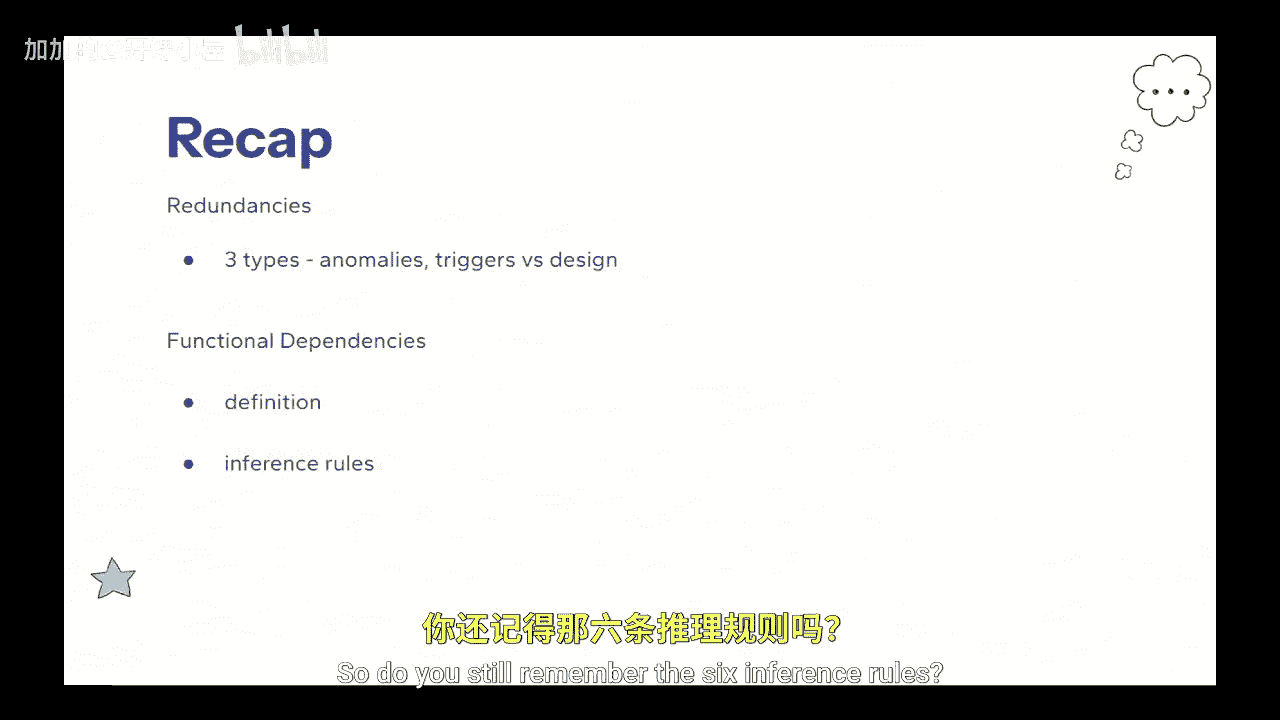 bilibili
Recap
Redundancies
3 types - anomalies, triggers vs design
Functional Dependencies
definition
inference rules
你还记得那六条推理规则吗?
So do you still remember the six inference rules?